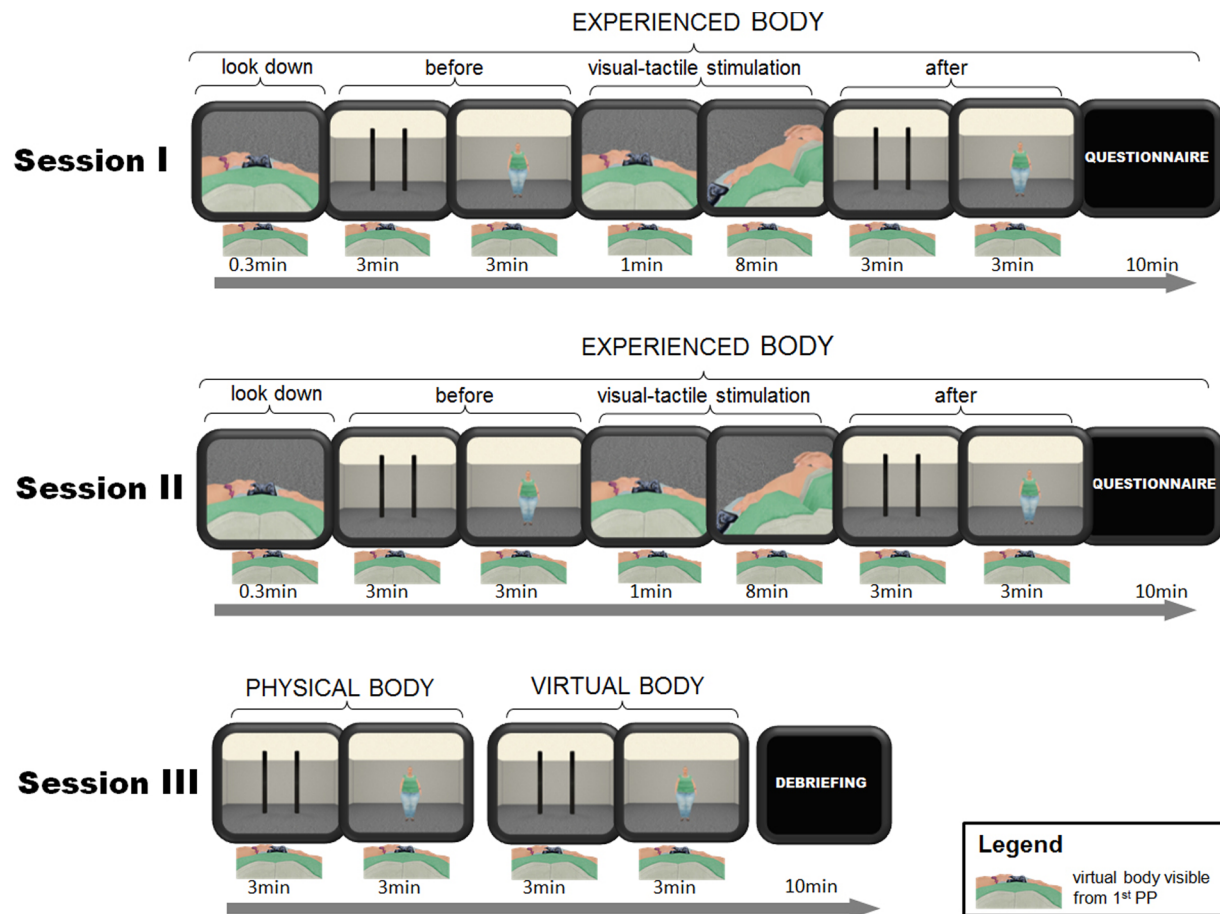 EXPERIENCED BODY
look down before visual-tactile stimulation after
Session I
QUESTIONNAIRE
0.3min 3min 3min 1min 8min 3min 3min 10min
EXPERIENCED BODY
look down before visual-tactile stimulation after
Session II
QUESTIONNAIRE
0.3min 3min 3min 1min 8min 3min 3min 10min
PHYSICAL BODY VIRTUAL BODY
Session III
DEBRIEFING
3min 3min 3min 3min 10min
Legend
virtual body visible
from 1st PP